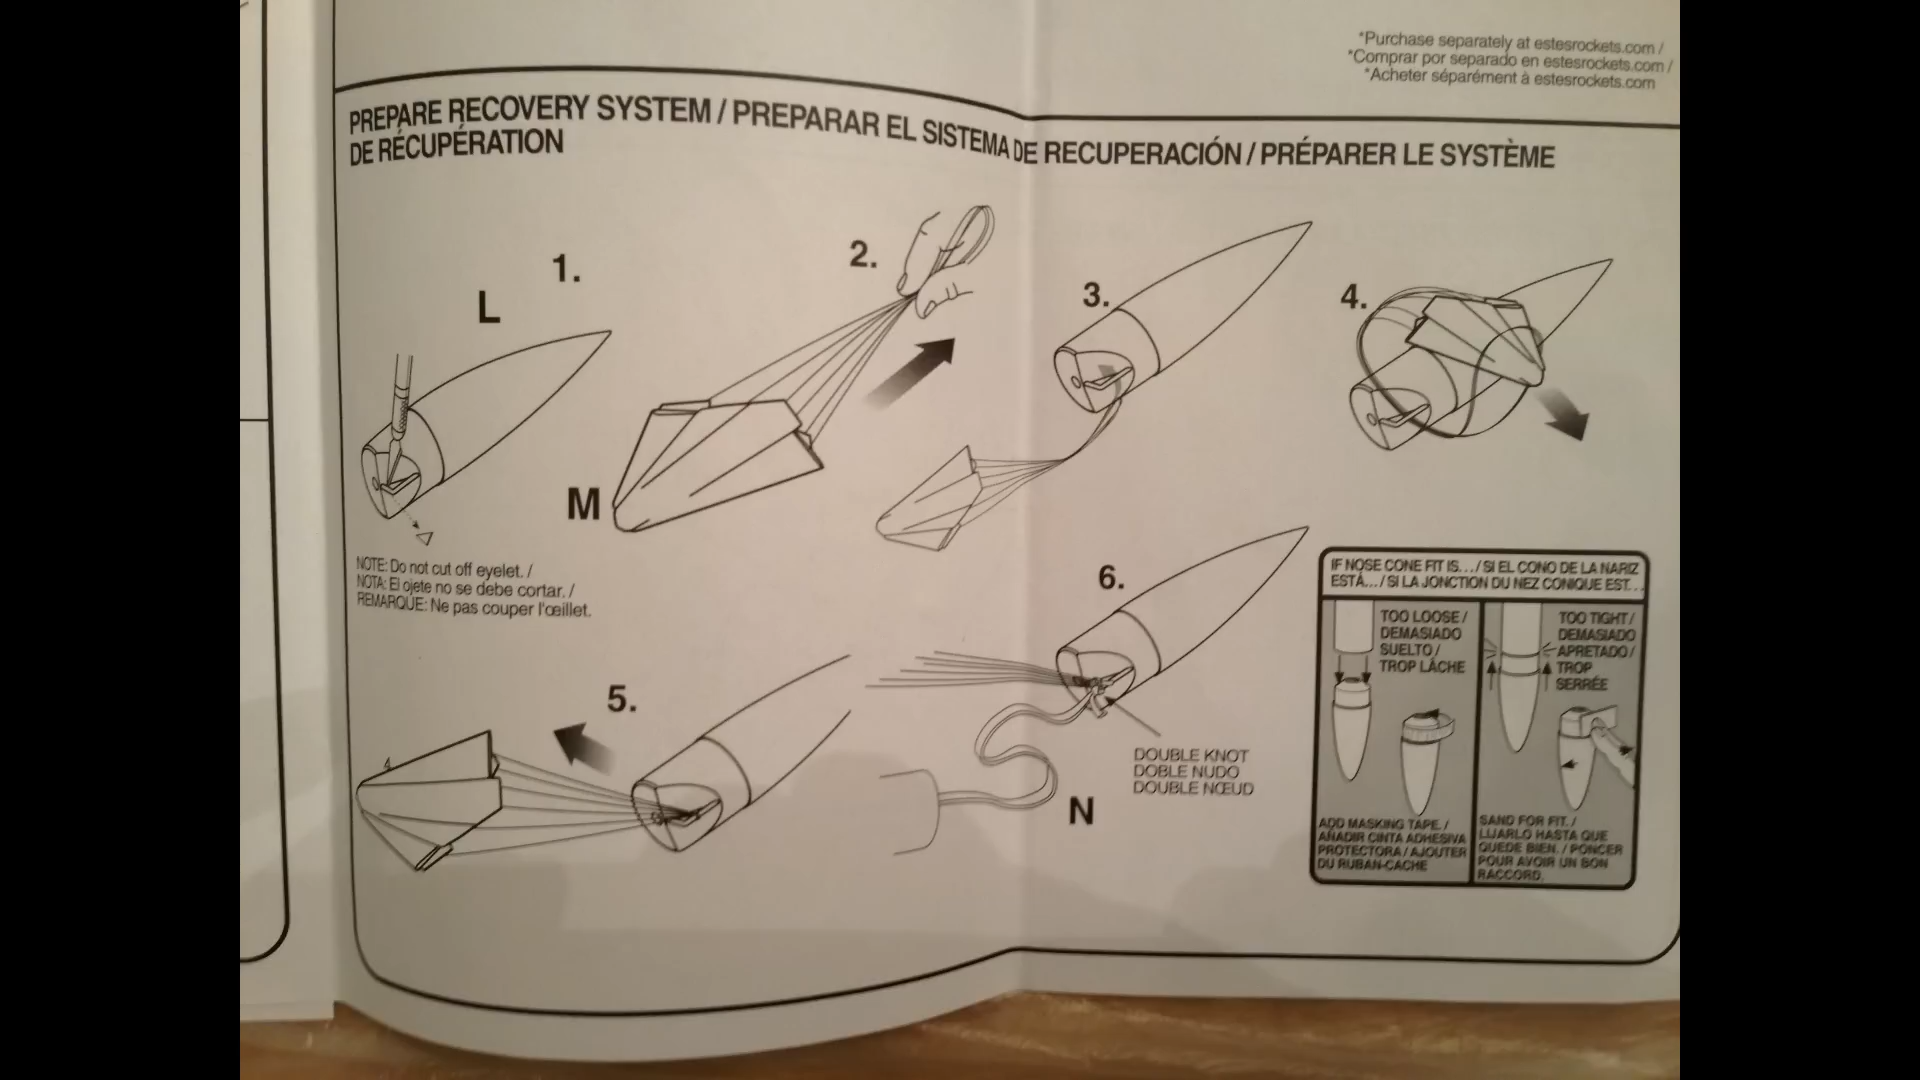 *Purchase separately at estesrockets.com /
*Comprar por separado en estesrockets.com /
*Acheter séparément à estesrockets.com
PREPARE RECOVERY SYSTEM / PREPARAR EL SISTEMA DE RECUPERACIÓN / PRÉPARER LE SYSTÈME
DE RÉCUPÉRATION
1.
L
NOTE: Do not cut off eyelet. /
NOTA: El ojete no se debe cortar. /
REMARQUE: Ne pas couper l'œillet.
2.
M
3.
4.
5.
4
6.
DOUBLE KNOT
DOBLE NUDO
DOUBLE NŒUD
N
IF NOSE CONE FIT IS. . ./ SI EL CONO DE LA NARIZ
ESTÁ.../ SI LA JONCTION DU NEZ CONIQUE EST. . .
TOO LOOSE /
DEMASIADO
SUELTO /
TROP LÂCHE
ADD MASKING TAPE. /
AÑADIR CINTA ADHESIVA
PROTECTORA / AJOUTER
DU RUBAN-CACHE
TOO TIGHT /
DEMASIADO
APRETADO /
TROP
SERRÉE
SAND FOR FIT. /
LIJARLO HASTA QUE
QUEDE BIEN. / PONCER
POUR AVOIR UN BON
RACCORD.